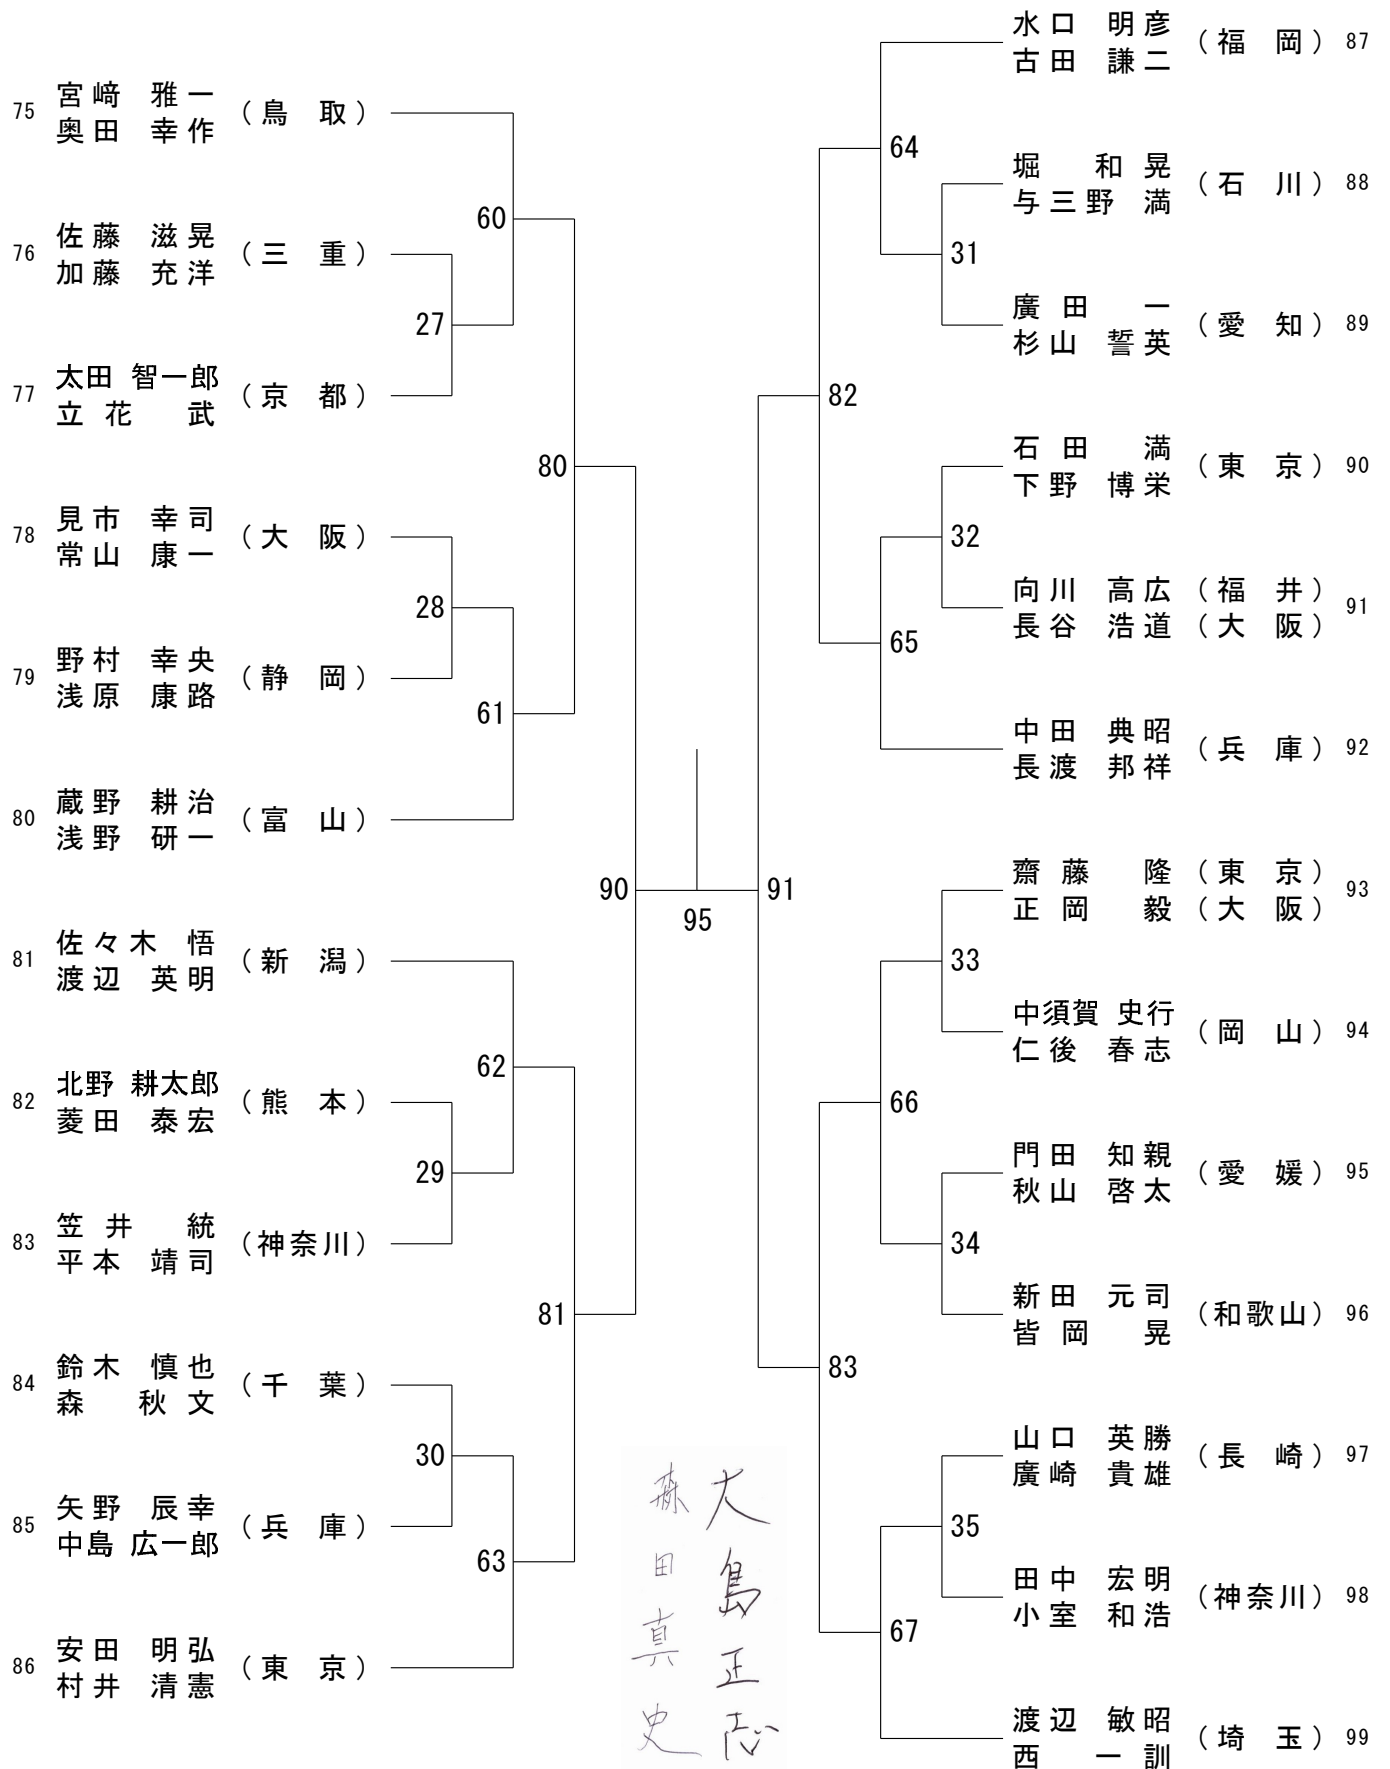 75 宮﨑 雅一 (鳥 取)
奥田 幸作
76 佐藤 滋晃 (三 重)
加藤 充洋
77 太田 智一郎 (京 都)
立花 武
78 見市 幸司 (大 阪)
常山 康一
79 野村 幸央 (静 岡)
浅原 康路
80 蔵野 耕治 (富 山)
浅野 研一
81 佐々木 悟 (新 潟)
渡辺 英明
82 北野 耕太郎 (熊 本)
菱田 泰宏
83 笠井 統 (神奈川)
平本 靖司
84 鈴木 慎也 (千 葉)
森 秋文
85 矢野 辰幸 (兵 庫)
中島 広一郎
86 安田 明弘 (東 京)
村井 清憲
60
27
80
28
61
90
62
29
81
30
63
95
91
64
31
82
32
65
33
66
34
83
35
67
水口 明彦 (福 岡) 87
古田 謙二
堀 和晃 (石 川) 88
与三野 満
廣田 一 (愛 知) 89
杉山 誓英
石田 満 (東 京) 90
下野 博栄
向川 高広 (福 井) 91
長谷 浩道 (大 阪)
中田 典昭 (兵 庫) 92
長渡 邦祥
齋藤 隆 (東 京) 93
正岡 毅 (大 阪)
中須賀 史行 (岡 山) 94
仁後 春志
門田 知親 (愛 媛) 95
秋山 啓太
新田 元司 (和歌山) 96
皆岡 晃
山口 英勝 (長 崎) 97
廣崎 貴雄
田中 宏明 (神奈川) 98
小室 和浩
渡辺 敏昭 (埼 玉) 99
西 一訓
大島正志
森田真史